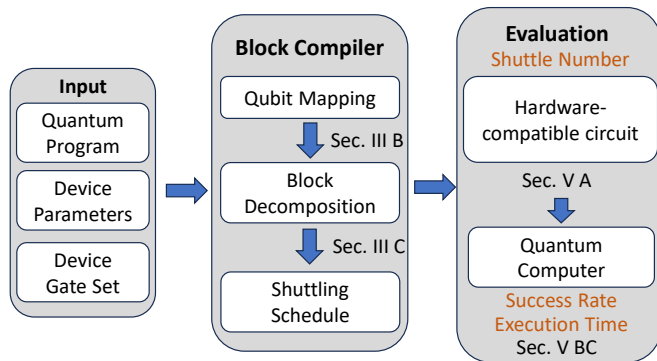 Input
Quantum
Program
Device
Parameters
Device
Gate Set
Block Compiler
Qubit Mapping
Sec. III B
Block
Decomposition
Sec. III C
Shuttling
Schedule
Evaluation
Shuttle Number
Hardware-
compatible circuit
Sec. V A
Quantum
Computer
Success Rate
Execution Time
Sec. V BC